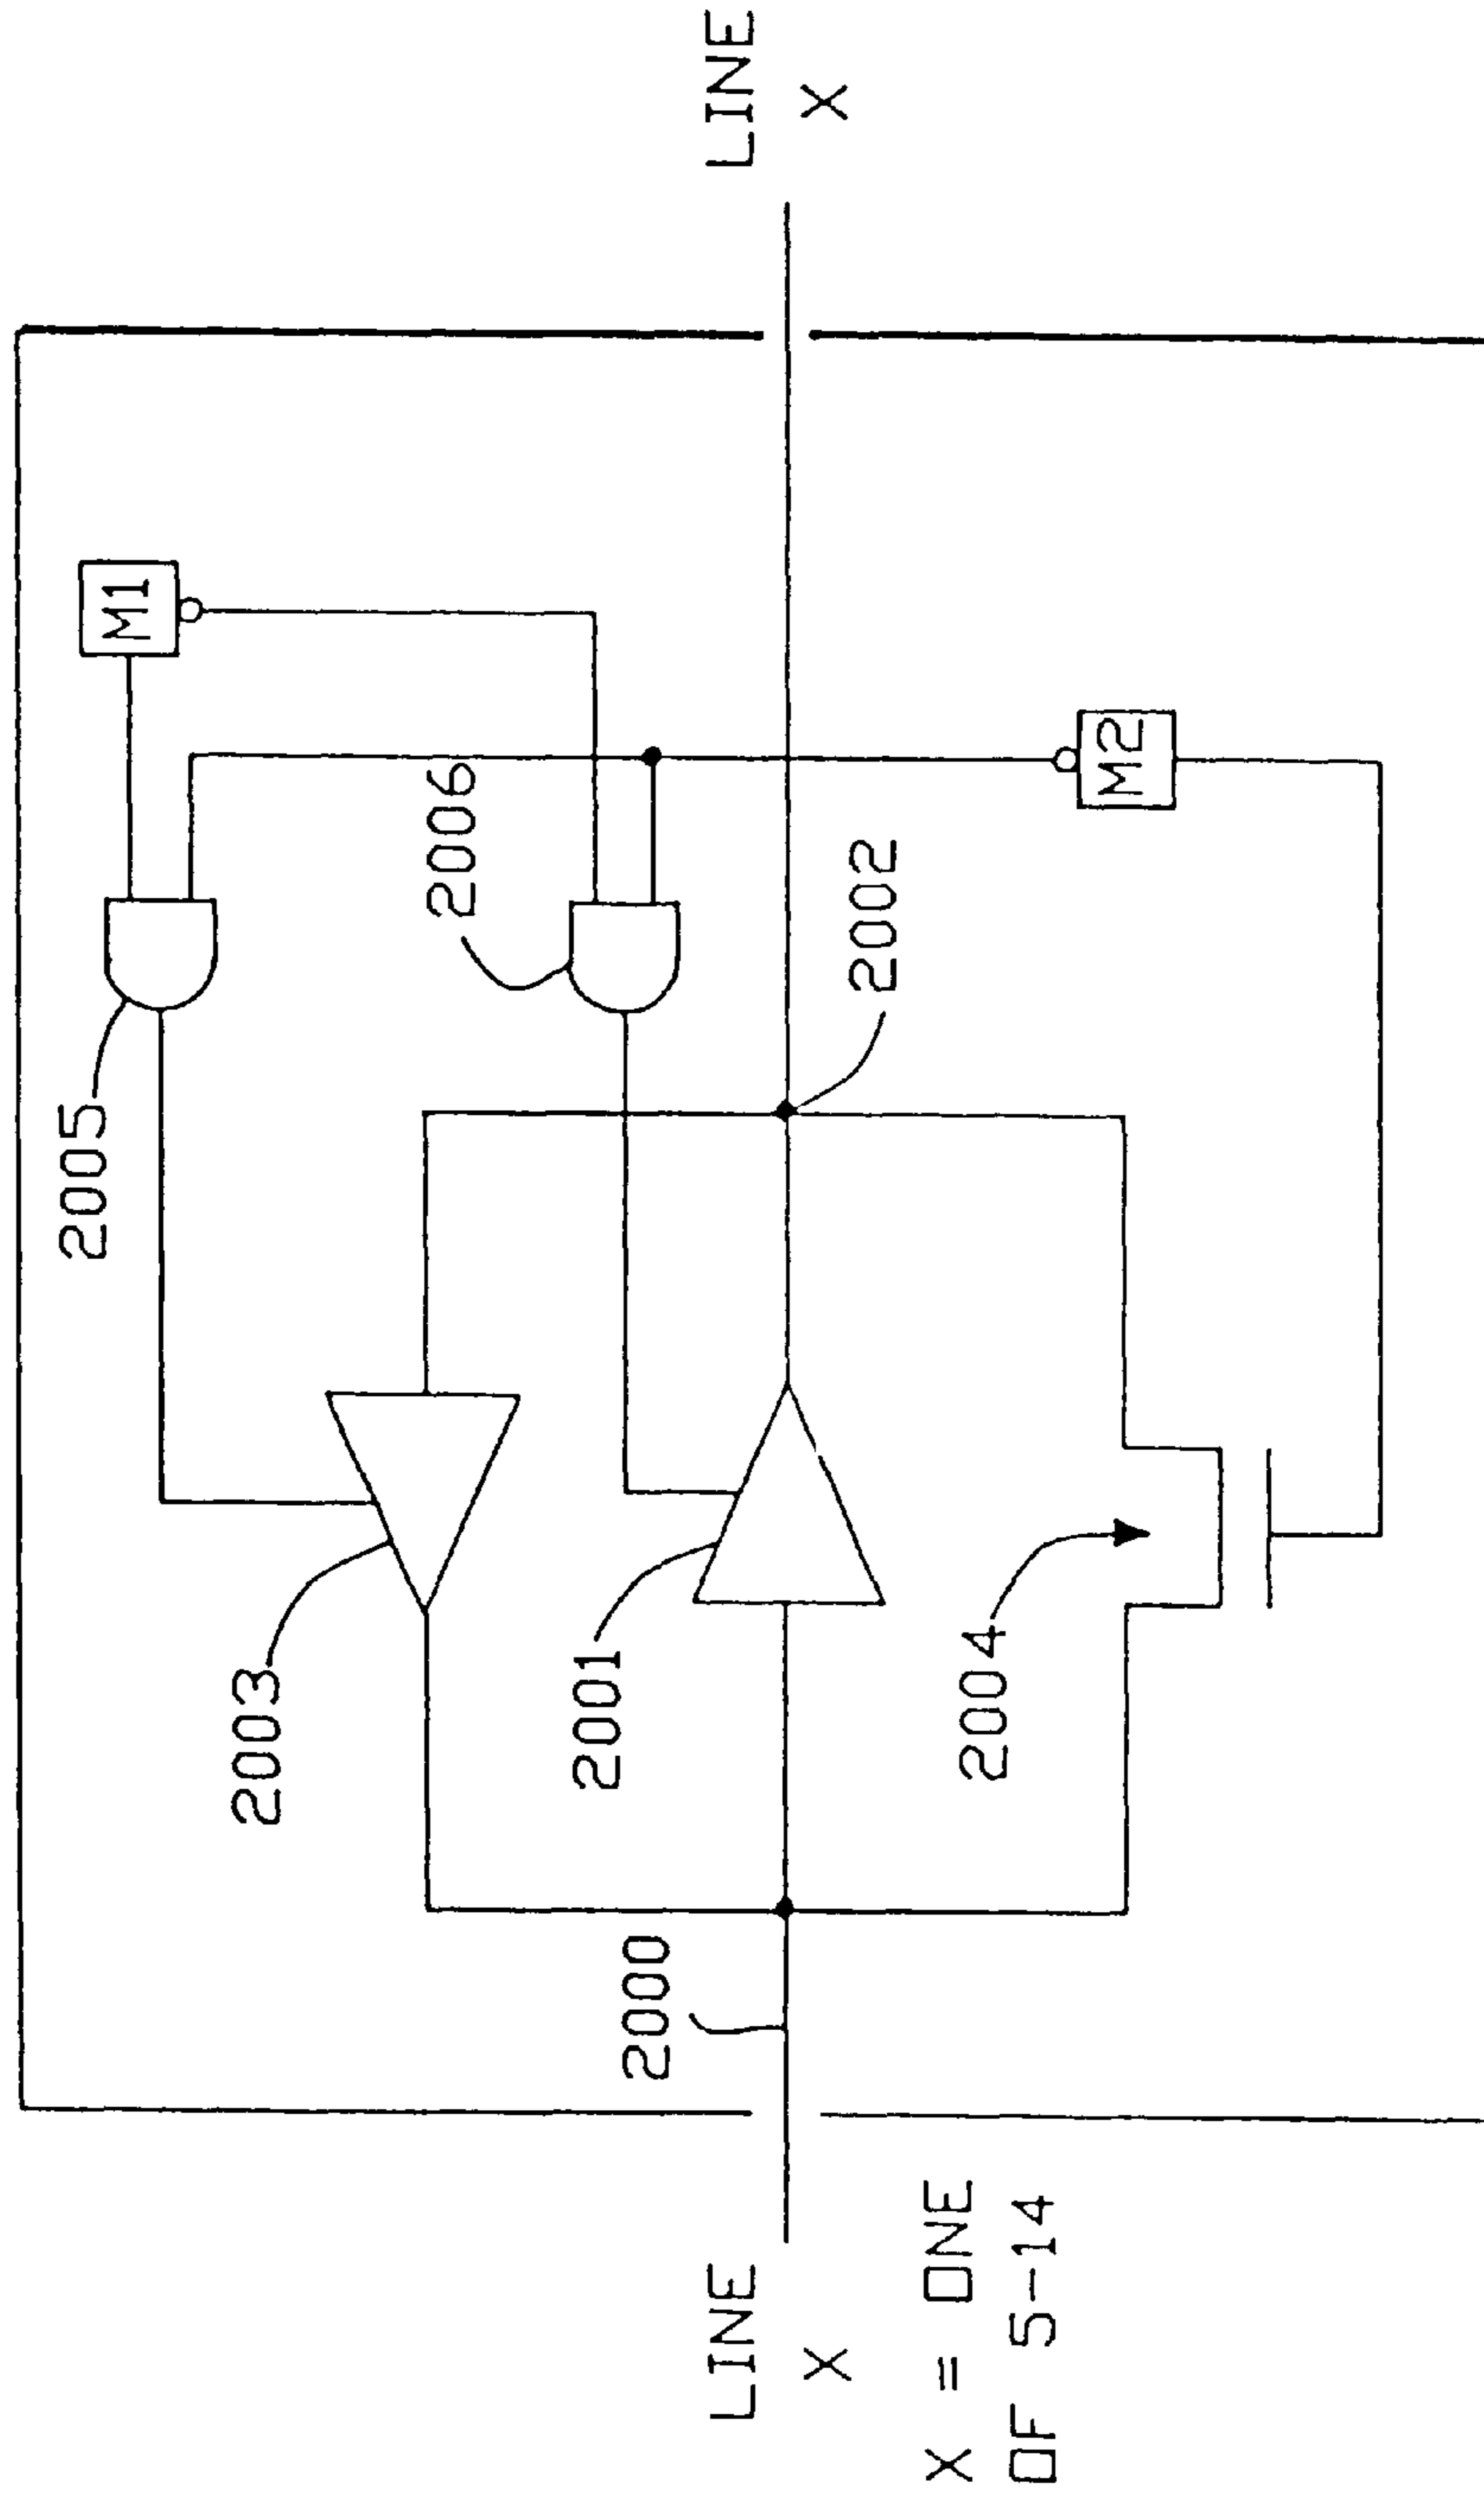 2005
M1
2003
2006
2001
2000
LINE
X
LINE
X
2002
2004
M2
X = ONE
OF 5-14